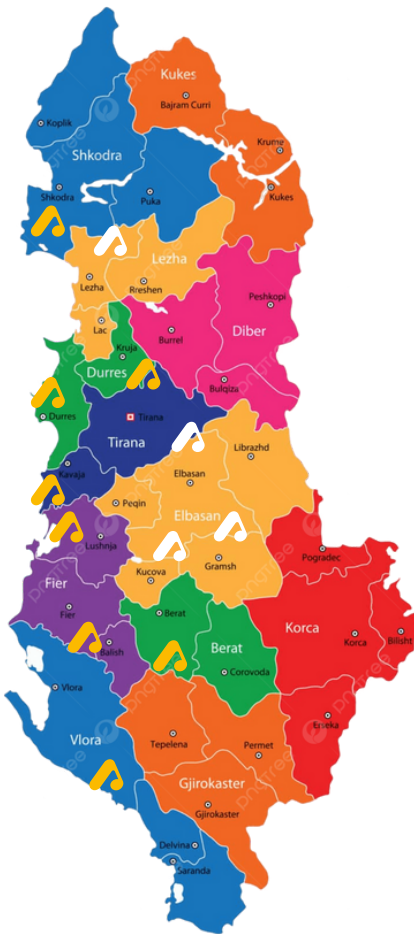 Kukes
Bajram Curri
Koplik
Krume
Shkodra
Shkodra
Puka
Kukes
Lezha
Lezha
Rreshen
Peshkopi
Lac
Burrel
Diber
Kruja
Durres
Bulqiza
Durres
Tirana
Tirana
Librazhd
Kavaja
Elbasan
Peqin
Elbasan
Lushnja
Pogradec
Gramsh
Kucova
Fier
Fier
Berat
Korca
Korca
Bilisht
Balish
Berat
Corovoda
Vlora
Vlora
Erseka
Tepelena
Permet
Gjirokaster
Gjirokaster
Delvina
Saranda